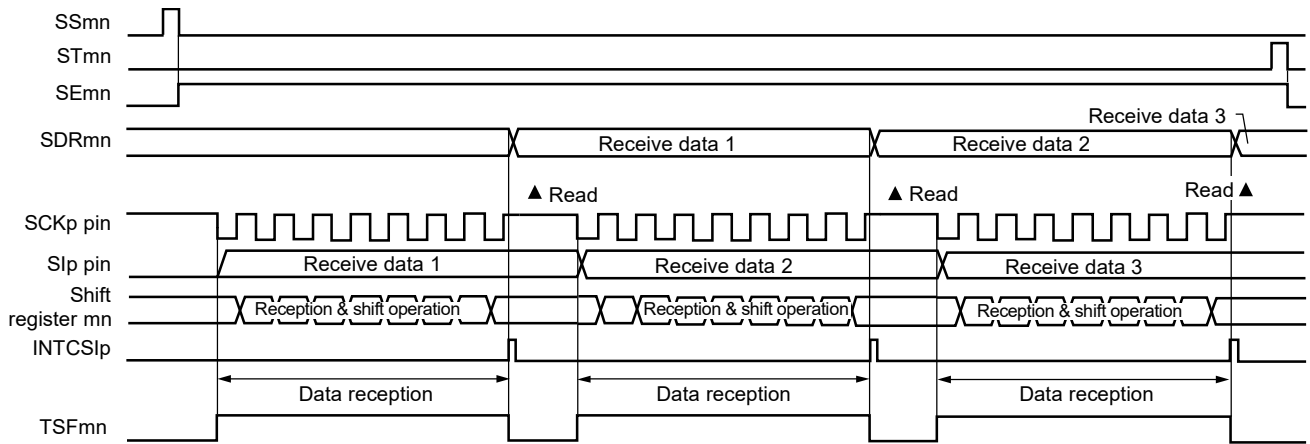 SSmn
STmn
SEmn
Receive data 3
SDRmn
Receive data 1
Receive data 2
▲ Read
▲ Read
Read ▲
SCKp pin
SIp pin
Receive data 1
Receive data 2
Receive data 3
Shift
register mn
Reception & shift operation
Reception & shift operation
Reception & shift operation
INTCSIp
Data reception
Data reception
Data reception
TSFmn